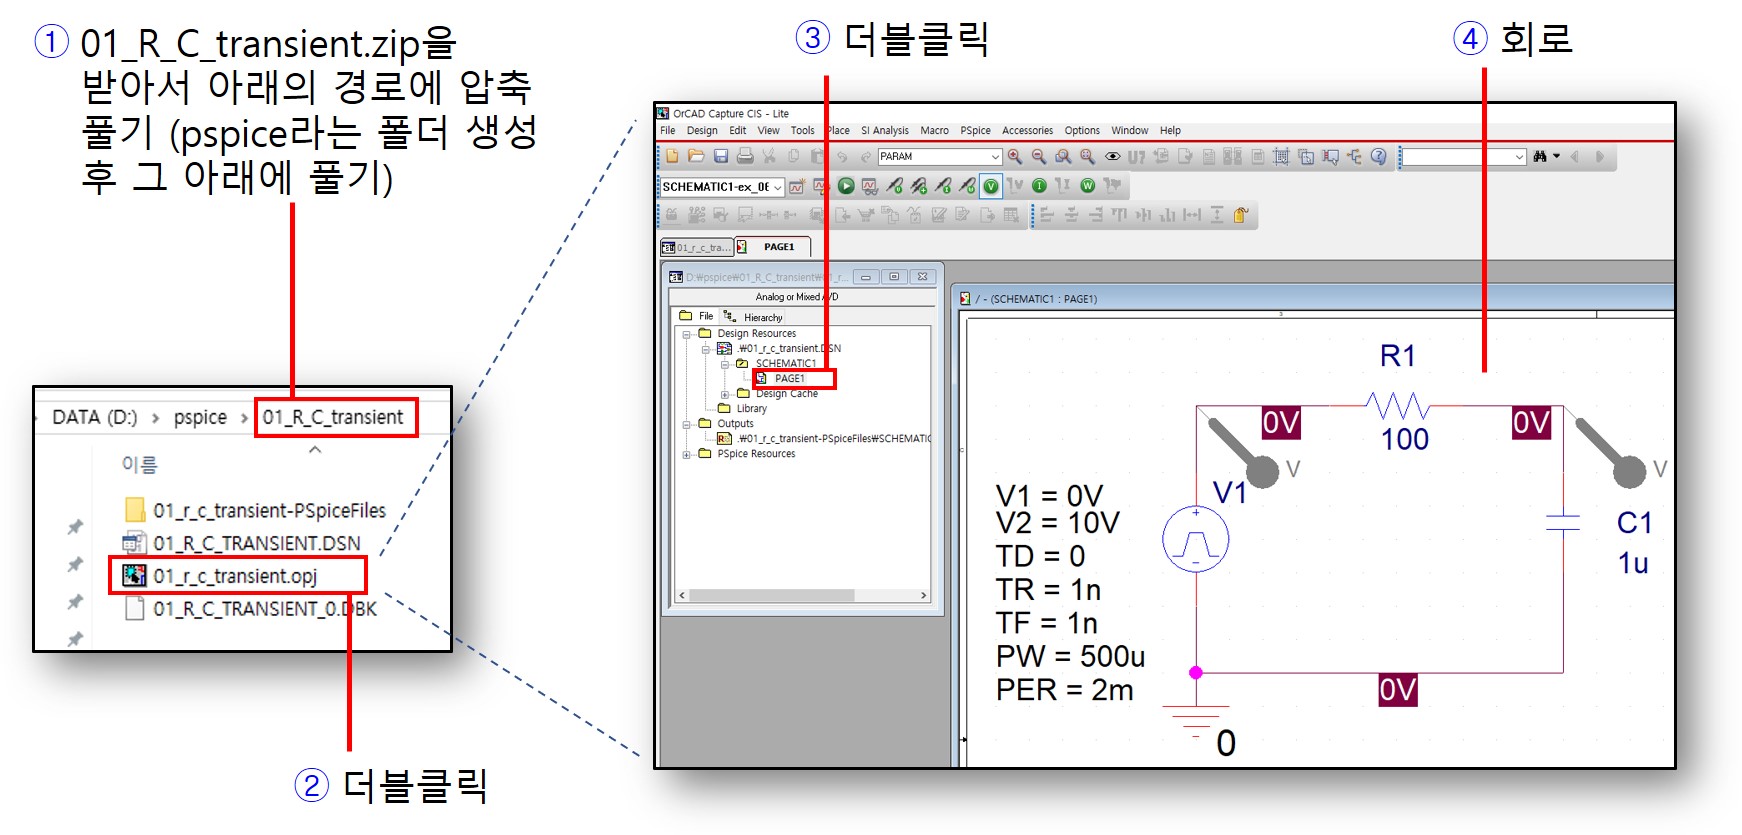 ① 01_R_C_transient.zip을
받아서 아래의 경로에 압축
풀기 (pspice라는 폴더 생성
후 그 아래에 풀기)
DATA (D:) > pspice > 01_R_C_transient
이름
01_r_c_transient-PSpiceFiles
01_R_C_TRANSIENT.DSN
01_r_c_transient.opj
01_R_C_TRANSIENT_0.DBK
② 더블클릭
③ 더블클릭
④ 회로
OrCAD Capture CIS - Lite
File Design Edit View Tools Place SI Analysis Macro PSpice Accessories Options Window Help
PARAM
SCHEMATIC1-ex_06
01_r_c_tra... PAGE1
D:₩pspice₩01_R_C_transient₩01_r...
Analog or Mixed A/D
File Hierarchy
Design Resources
.₩01_r_c_transient.DSN
SCHEMATIC1
PAGE1
Design Cache
Library
Outputs
.₩01_r_c_transient-PSpiceFiles₩SCHEMATIC
PSpice Resources
/ - (SCHEMATIC1 : PAGE1)
3
R1
100
0V
0V
V
V
V1
V1 = 0V
V2 = 10V
TD = 0
TR = 1n
TF = 1n
PW = 500u
PER = 2m
C1
1u
0V
0